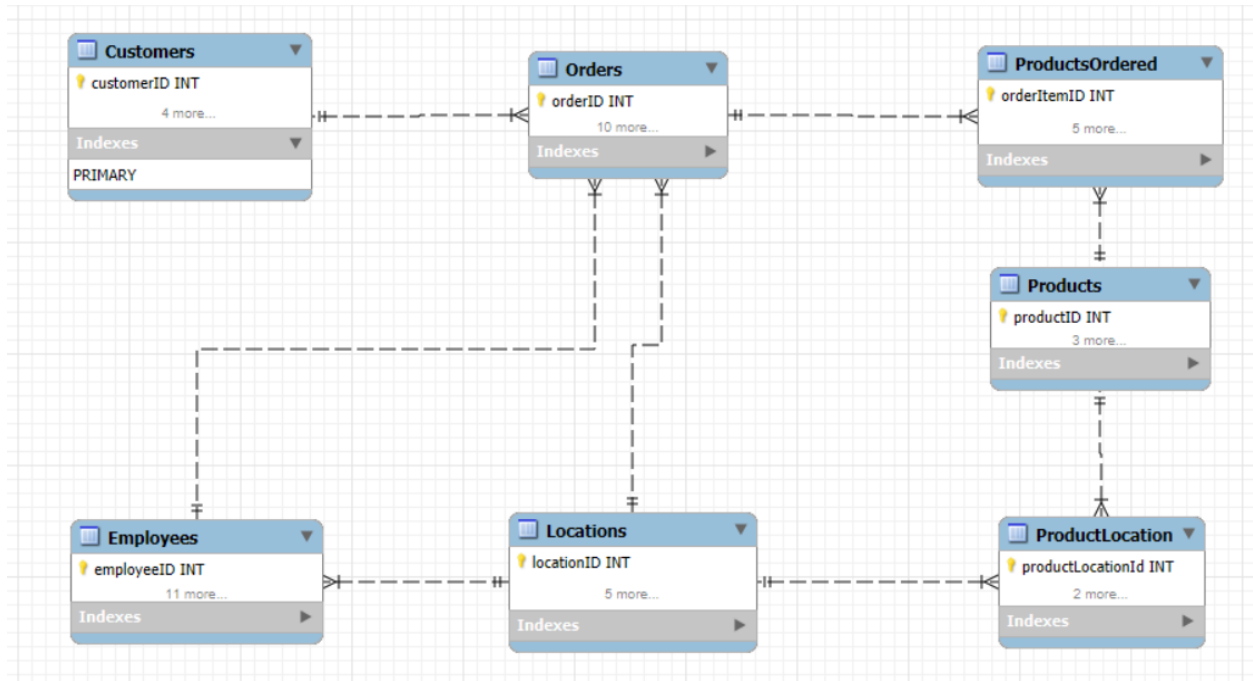 Customers
customerID INT
4 more...
Indexes
PRIMARY
Orders
orderID INT
10 more...
Indexes
ProductsOrdered
orderItemID INT
5 more...
Indexes
Products
productID INT
3 more...
Indexes
Employees
employeeID INT
11 more...
Indexes
Locations
locationID INT
5 more...
Indexes
ProductLocation
productLocationId INT
2 more...
Indexes